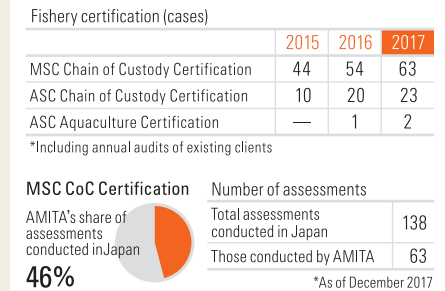 Fishery certification (cases)
2015 2016 2017
MSC Chain of Custody Certification 44 54 63
ASC Chain of Custody Certification 10 20 23
ASC Aquaculture Certification — 1 2
*Including annual audits of existing clients
MSC CoC Certification
AMITA's share of
assessments
conducted inJapan
46%
Number of assessments
Total assessments
conducted in Japan 138
Those conducted by AMITA 63
*As of December 2017